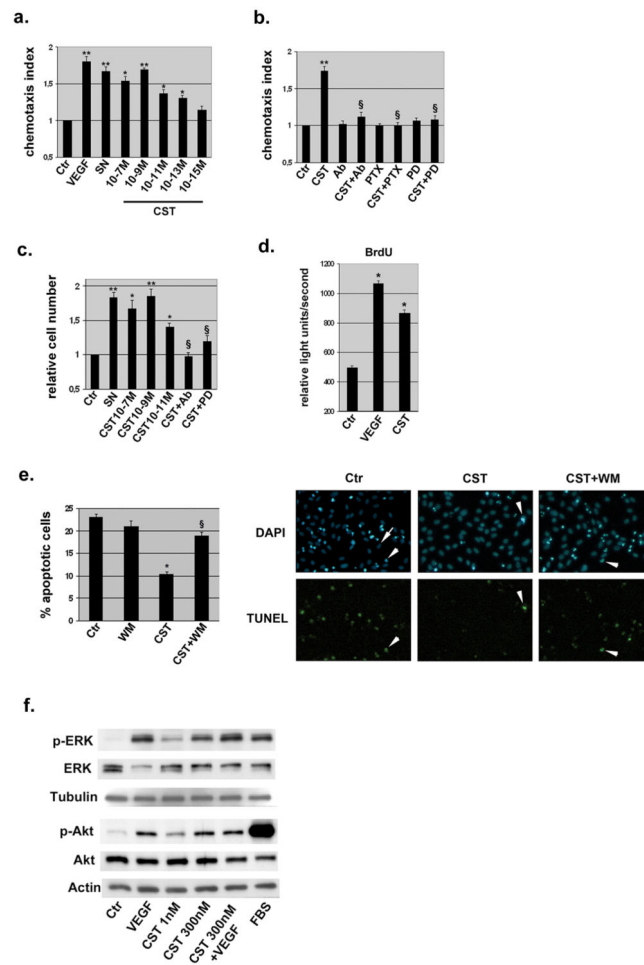 a.
chemotaxis index
2
1,5
1
0,5
**
**
*
**
*
*
Ctr
VEGF
SN
10-7M
10-9M
10-11M
10-13M
10-15M
CST
b.
chemotaxis index
2
1,5
1
0,5
**
§
§
§
Ctr
CST
Ab
CST+Ab
PTX
CST+PTX
PD
CST+PD
c.
relative cell number
2
1,5
1
0,5
**
*
**
*
§
§
Ctr
SN
CST10-7M
CST10-9M
CST10-11M
CST+Ab
CST+PD
d.
BrdU
relative light units/second
1200
1000
800
600
400
200
*
*
Ctr
VEGF
CST
e.
% apoptotic cells
25
20
15
10
5
0
*
§
Ctr
WM
CST
CST+WM
Ctr
CST
CST+WM
DAPI
TUNEL
f.
p-ERK
ERK
Tubulin
p-Akt
Akt
Actin
Ctr
VEGF
CST 1nM
CST 300nM
CST 300nM
+VEGF
FBS